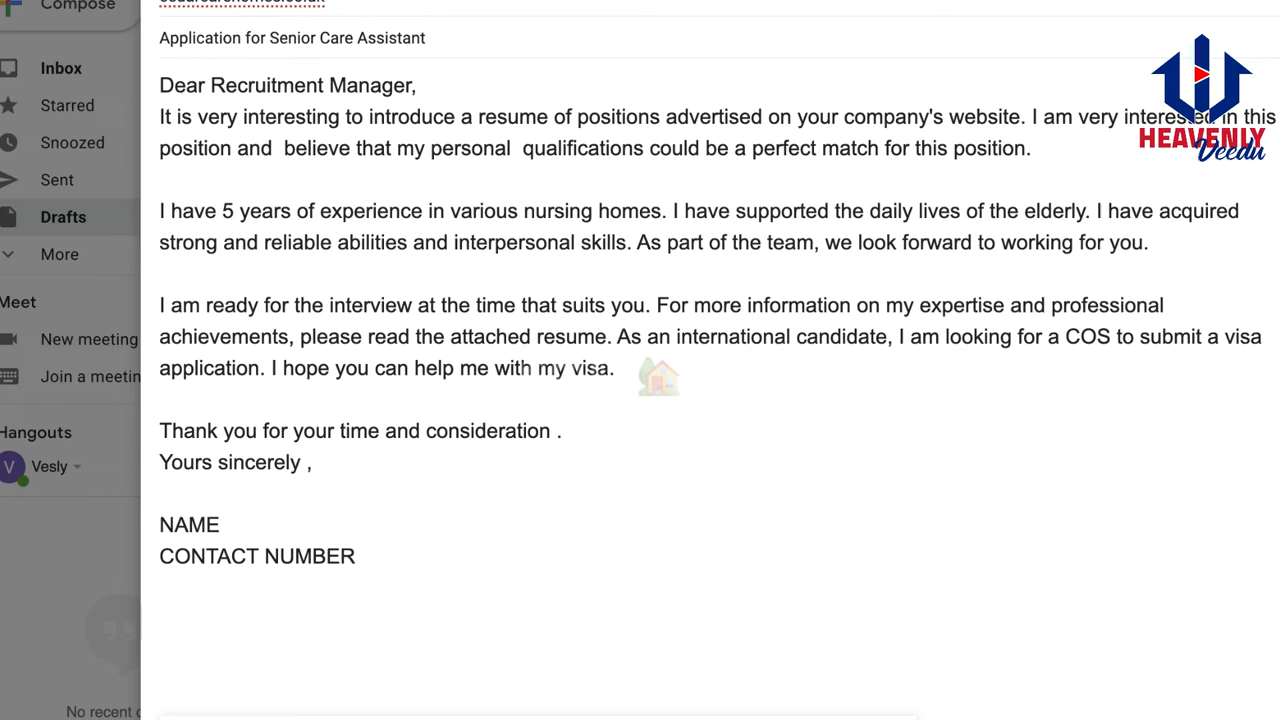 Compose
Application for Senior Care Assistant
Inbox
Starred
Snoozed
Sent
Drafts
More
Meet
New meeting
Join a meetin
Hangouts
V Vesly
No recent c
Dear Recruitment Manager,
It is very interesting to introduce a resume of positions advertised on your company's website. I am very interested in this
position and  believe that my personal  qualifications could be a perfect match for this position.
I have 5 years of experience in various nursing homes. I have supported the daily lives of the elderly. I have acquired
strong and reliable abilities and interpersonal skills. As part of the team, we look forward to working for you.
I am ready for the interview at the time that suits you. For more information on my expertise and professional
achievements, please read the attached resume. As an international candidate, I am looking for a COS to submit a visa
application. I hope you can help me with my visa.
Thank you for your time and consideration .
Yours sincerely ,
NAME
CONTACT NUMBER
HEAVENLY
Veedu